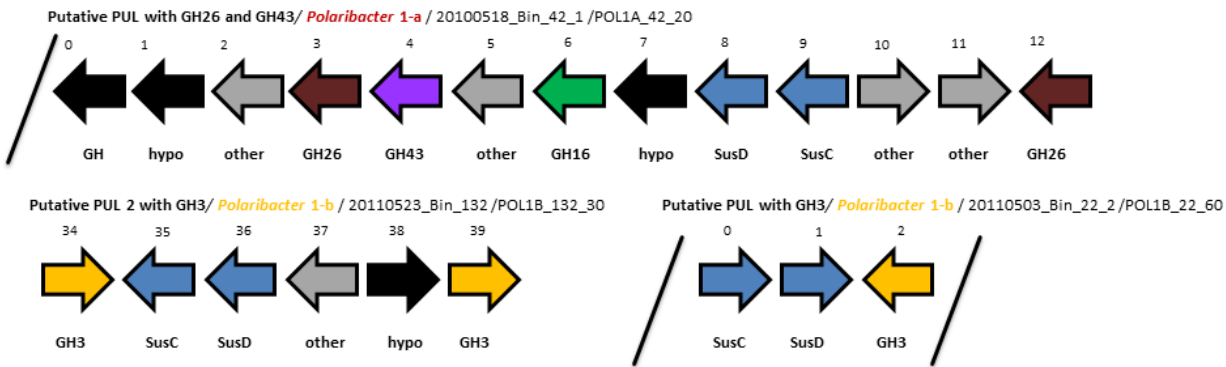 Putative PUL with GH26 and GH43/ Polaribacter 1-a / 20100518_Bin_42_1 /POL1A_42_20
0 1 2 3 4 5 6 7 8 9 10 11 12
GH hypo other GH26 GH43 other GH16 hypo SusD SusC other other GH26
Putative PUL 2 with GH3/ Polaribacter 1-b / 20110523_Bin_132 /POL1B_132_30
34 35 36 37 38 39
GH3 SusC SusD other hypo GH3
Putative PUL with GH3/ Polaribacter 1-b / 20110503_Bin_22_2 /POL1B_22_60
0 1 2
SusC SusD GH3